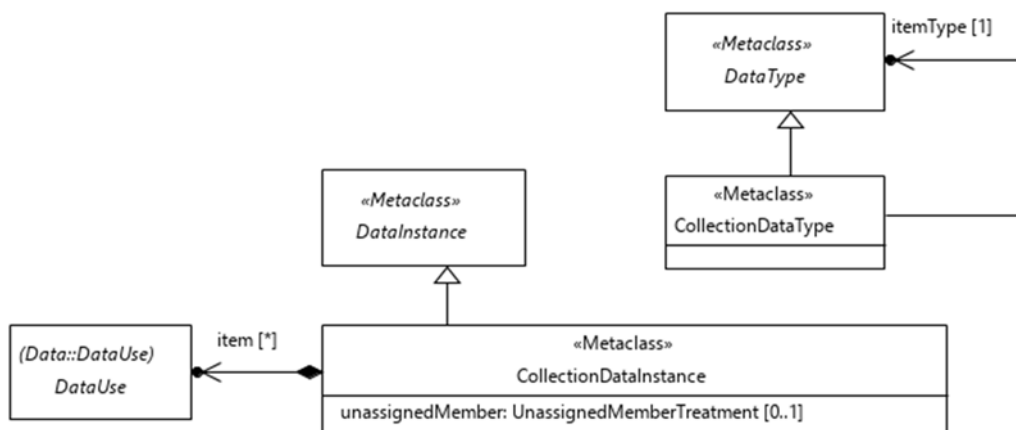 itemType [1]
«Metaclass»
DataType
«Metaclass»
CollectionDataType
«Metaclass»
DataInstance
item [*]
(Data::DataUse)
DataUse
«Metaclass»
CollectionDataInstance
unassignedMember: UnassignedMemberTreatment [0..1]